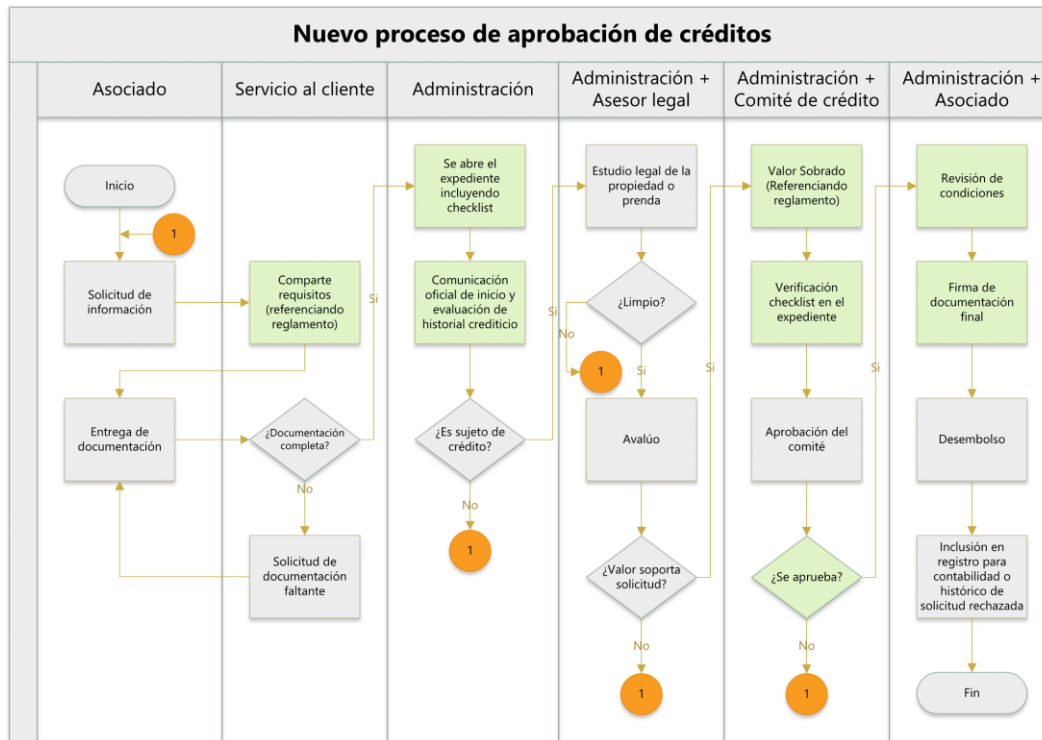 Nuevo proceso de aprobación de créditos
Asociado
Servicio al cliente
Administración
Administración +
Asesor legal
Administración +
Comité de crédito
Administración +
Asociado
Inicio
1
Solicitud de
información
Entrega de
documentación
Comparte
requisitos
(referenciando
reglamento)
¿Documentación
completa?
Si
No
Solicitud de
documentación
faltante
Se abre el
expediente
incluyendo
checklist
Comunicación
oficial de inicio y
evaluación de
historial crediticio
¿Es sujeto de
crédito?
Si
No
1
Estudio legal de la
propiedad o
prenda
¿Limpio?
No
1
Si
Avalúo
¿Valor soporta
solicitud?
Si
No
1
Valor Sobrado
(Referenciando
reglamento)
Verificación
checklist en el
expediente
Aprobación del
comité
¿Se aprueba?
Si
No
1
Revisión de
condiciones
Firma de
documentación
final
Desembolso
Inclusión en
registro para
contabilidad o
histórico de
solicitud rechazada
Fin